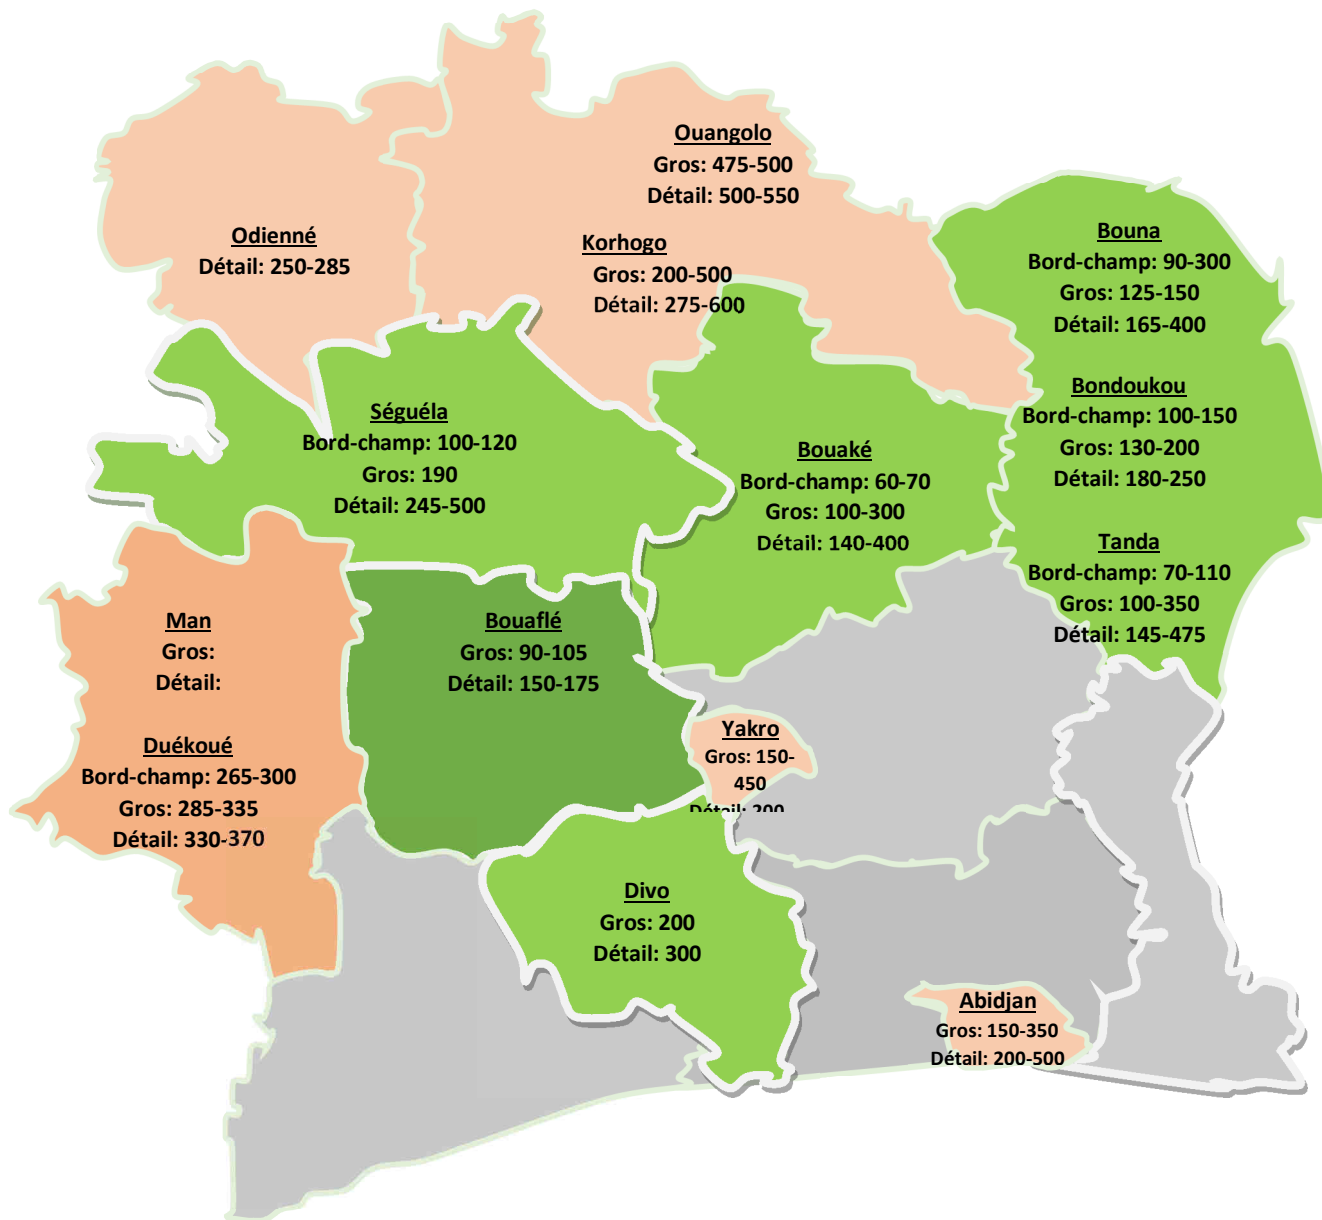 Ouangolo
Gros: 475-500
Détail: 500-550
Odienné
Détail: 250-285
Korhogo
Gros: 200-500
Détail: 275-600
Bouna
Bord-champ: 90-300
Gros: 125-150
Détail: 165-400
Bondoukou
Bord-champ: 100-150
Gros: 130-200
Détail: 180-250
Séguéla
Bord-champ: 100-120
Gros: 190
Détail: 245-500
Bouaké
Bord-champ: 60-70
Gros: 100-300
Détail: 140-400
Tanda
Bord-champ: 70-110
Gros: 100-350
Détail: 145-475
Man
Gros:
Détail:
Bouaflé
Gros: 90-105
Détail: 150-175
Duékoué
Bord-champ: 265-300
Gros: 285-335
Détail: 330-370
Yakro
Gros: 150-
450
Détail: 200
Divo
Gros: 200
Détail: 300
Abidjan
Gros: 150-350
Détail: 200-500